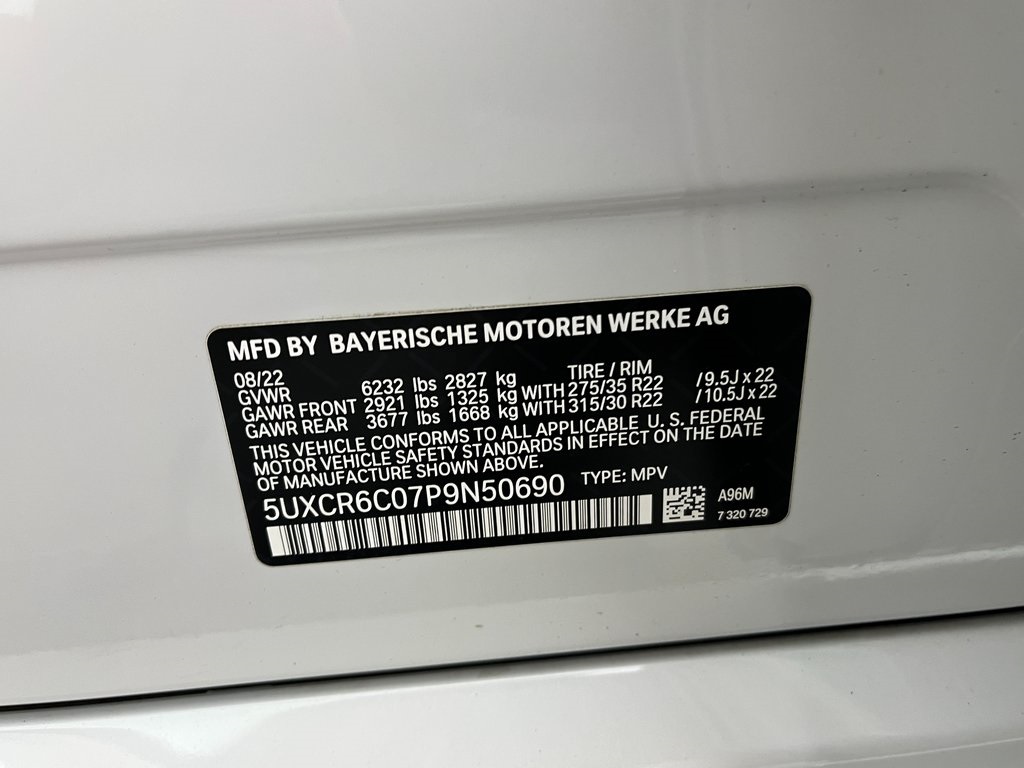 MFD BY BAYERISCHE MOTOREN WERKE AG
08/22 TIRE / RIM
GVWR 6232 lbs 2827 kg
GAWR FRONT 2921 lbs 1325 kg WITH 275/35 R22 / 9.5J x 22
GAWR REAR 3677 lbs 1668 kg WITH 315/30 R22 / 10.5J x 22
THIS VEHICLE CONFORMS TO ALL APPLICABLE U. S. FEDERAL
MOTOR VEHICLE SAFETY STANDARDS IN EFFECT ON THE DATE
OF MANUFACTURE SHOWN ABOVE.
5UXCR6C07P9N50690 TYPE: MPV
A96M
7 320 729